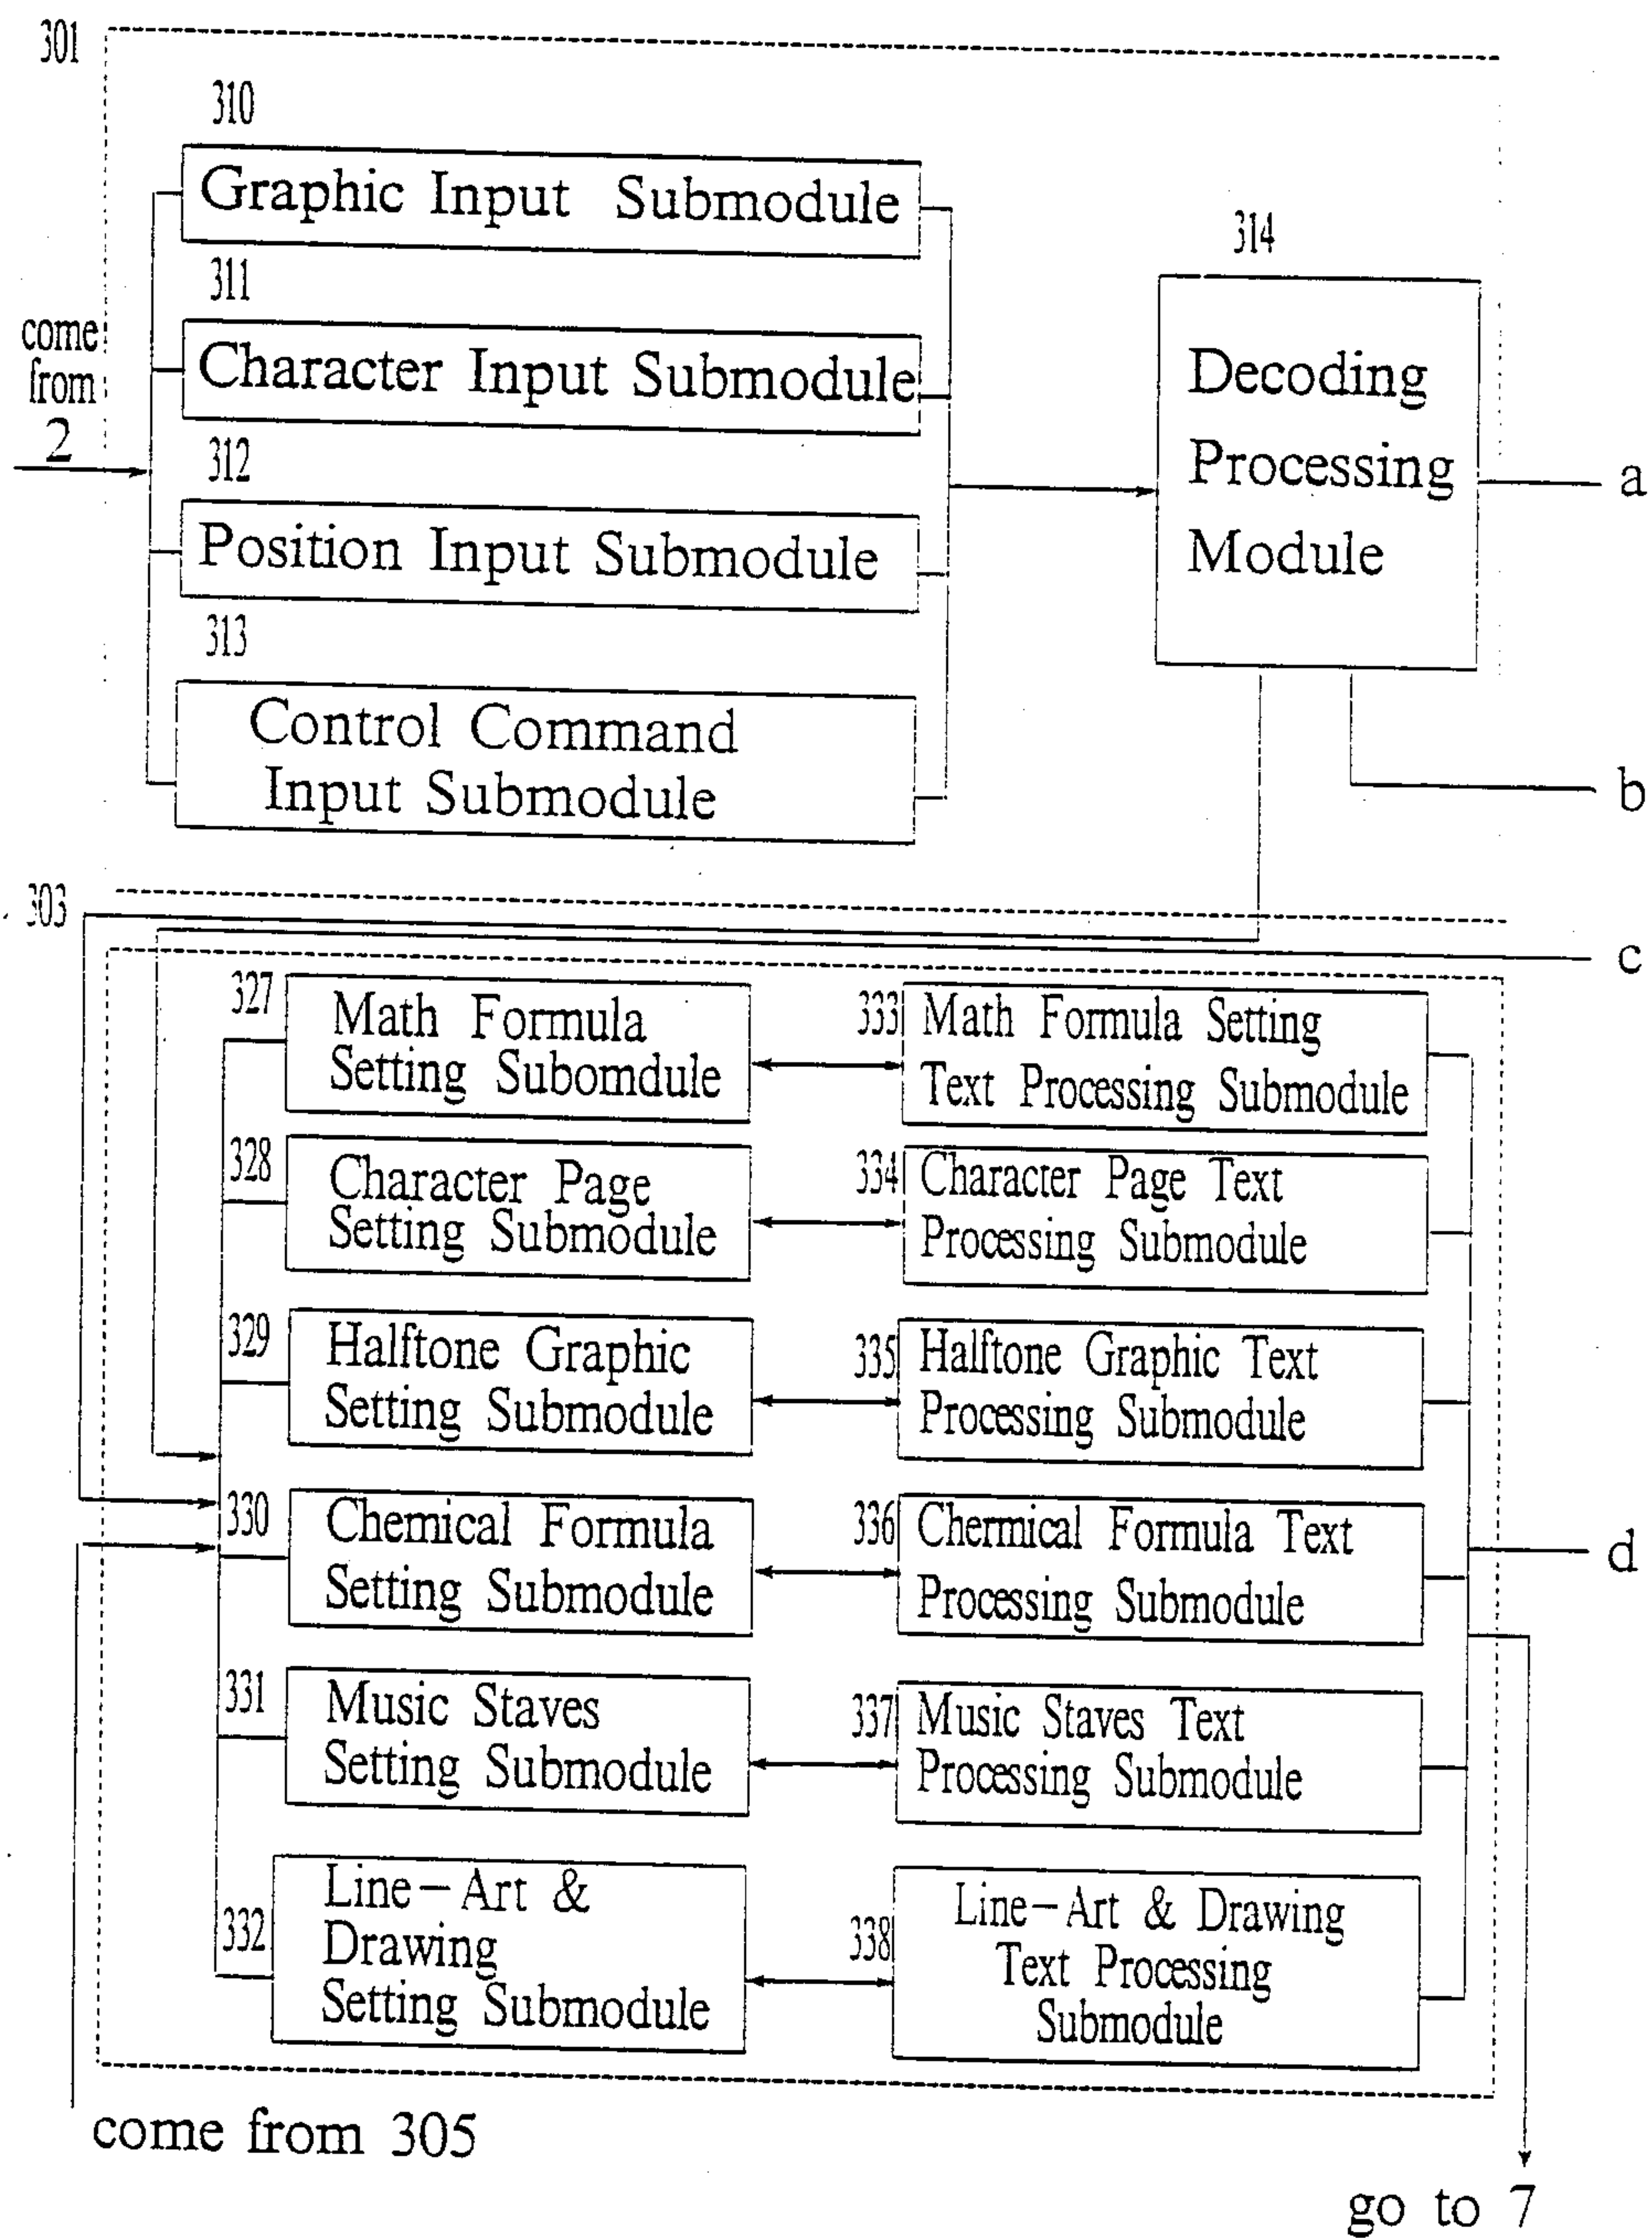 301
310
Graphic Input Submodule
311
Character Input Submodule
come
from
2
312
Position Input Submodule
313
Control Command
Input Submodule
314
Decoding
Processing
Module
a
b
303
c
327
Math Formula
Setting Subomdule
333
Math Formula Setting
Text Processing Submodule
328
Character Page
Setting Submodule
334
Character Page Text
Processing Submodule
329
Halftone Graphic
Setting Submodule
335
Halftone Graphic Text
Processing Submodule
330
Chemical Formula
Setting Submodule
336
Chermical Formula Text
Processing Submodule
d
331
Music Staves
Setting Submodule
337
Music Staves Text
Processing Submodule
332
Line-Art &
Drawing
Setting Submodule
338
Line-Art & Drawing
Text Processing
Submodule
come from 305
go to 7